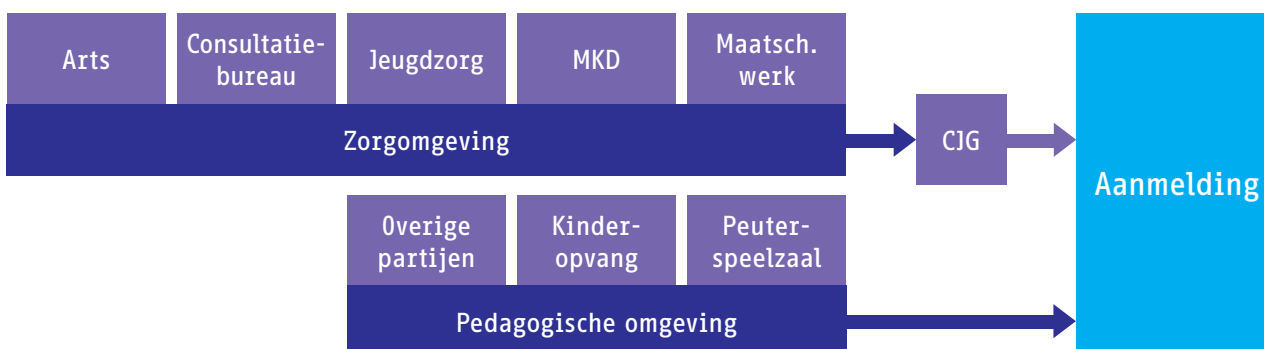 Arts
Consultatie-
bureau
Jeugdzorg
MKD
Maatsch.
werk
Zorgomgeving
CJG
Aanmelding
Overige
partijen
Kinder-
opvang
Peuter-
speelzaal
Pedagogische omgeving